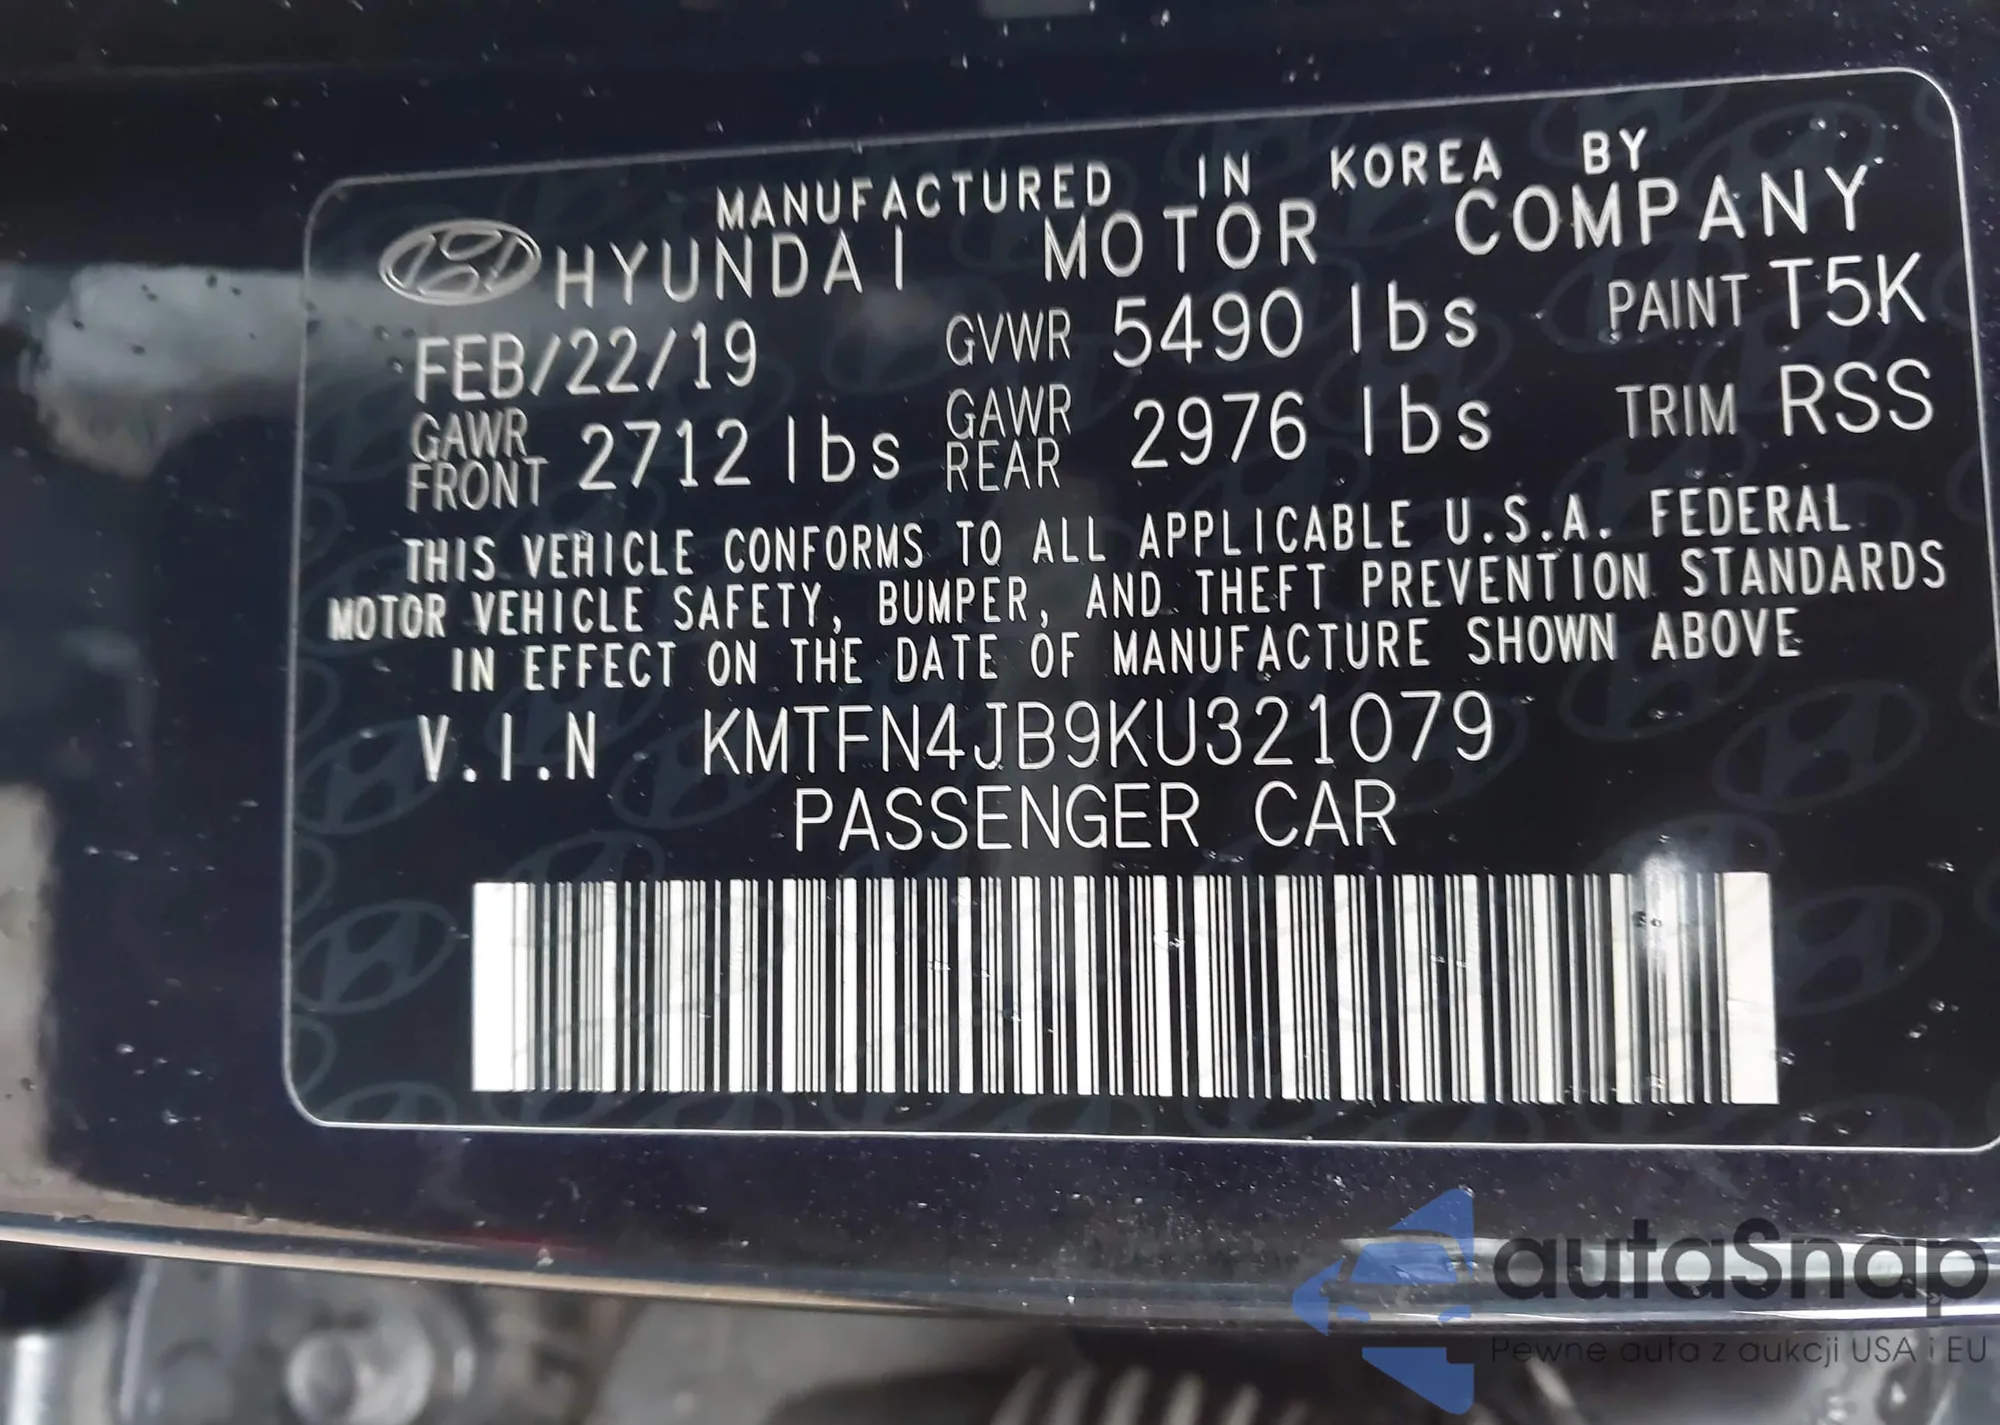 MANUFACTURED IN KOREA BY
HYUNDAI MOTOR COMPANY
FEB/22/19 GVWR 5490 lbs PAINT T5K
GAWR FRONT 2712 lbs GAWR REAR 2976 lbs TRIM RSS
THIS VEHICLE CONFORMS TO ALL APPLICABLE U.S.A. FEDERAL
MOTOR VEHICLE SAFETY, BUMPER, AND THEFT PREVENTION STANDARDS
IN EFFECT ON THE DATE OF MANUFACTURE SHOWN ABOVE
V.I.N KMTFN4JB9KU321079
PASSENGER CAR
autaSnap
Pewne auta z aukcji USA i EU